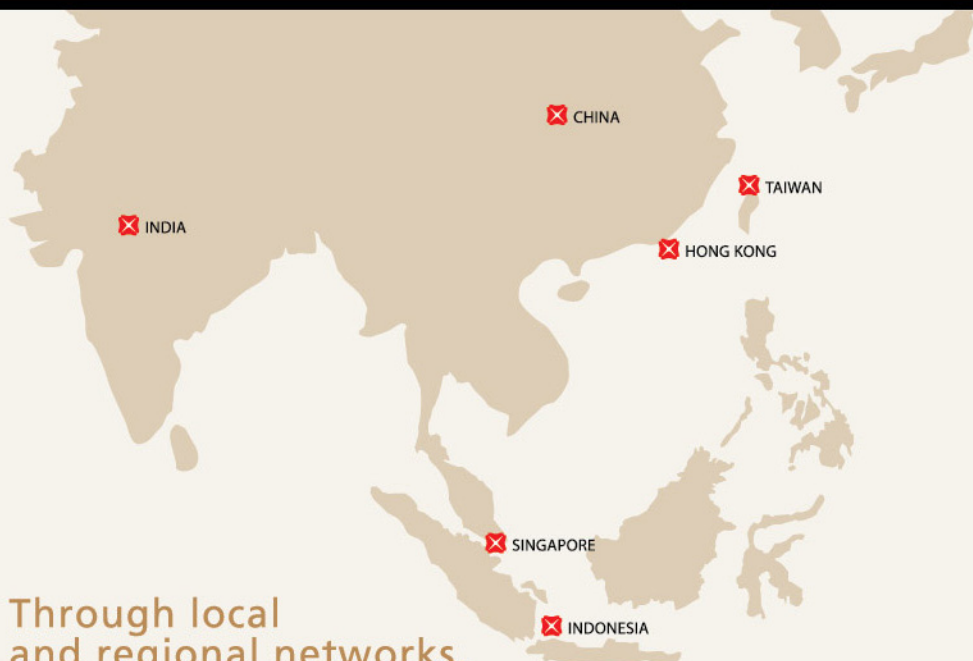 CHINA
TAIWAN
INDIA
HONG KONG
SINGAPORE
INDONESIA
Through local
and regional networks